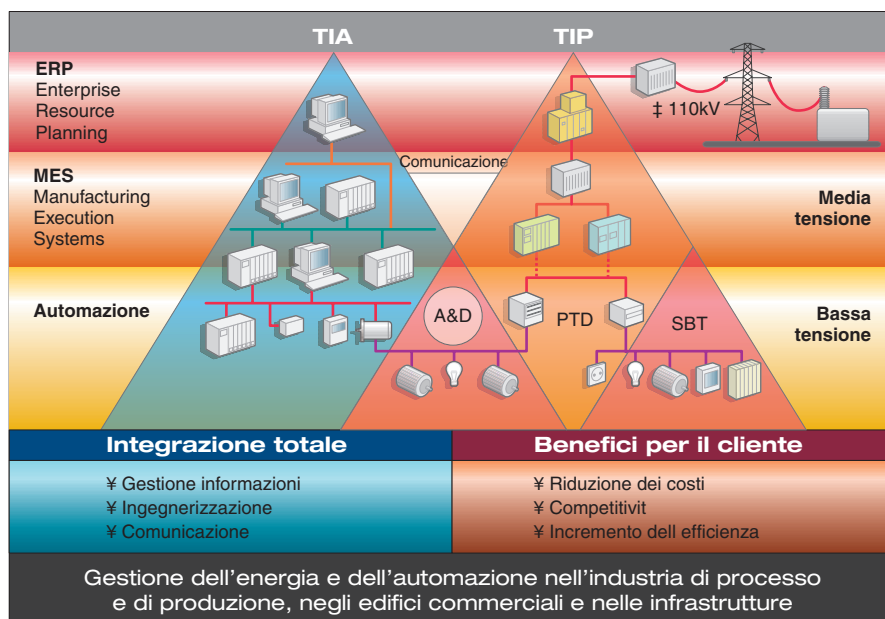 TIA
TIP
ERP
Enterprise
Resource
Planning
‡ 110kV
Comunicazione
MES
Manufacturing
Execution
Systems
Media
tensione
Automazione
A&D
PTD
SBT
Bassa
tensione
Integrazione totale
¥ Gestione informazioni
¥ Ingegnerizzazione
¥ Comunicazione
Benefici per il cliente
¥ Riduzione dei costi
¥ Competitivit
¥ Incremento dell efficienza
Gestione dell'energia e dell'automazione nell'industria di processo
e di produzione, negli edifici commerciali e nelle infrastrutture